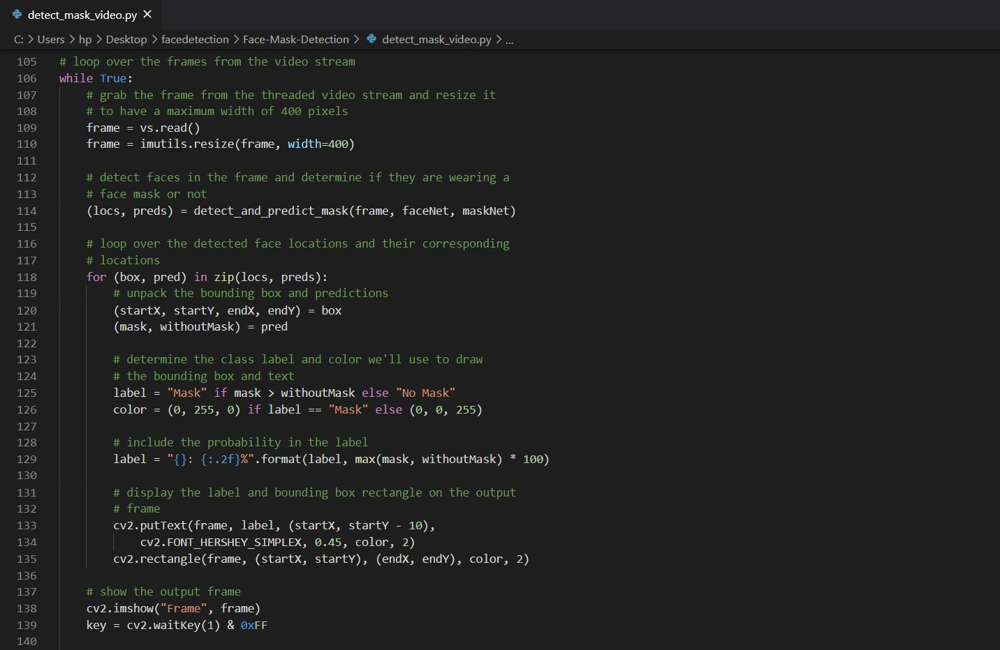 detect_mask_video.py ×
C: > Users > hp > Desktop > facedetection > Face-Mask-Detection > detect_mask_video.py > ...
105 # loop over the frames from the video stream
106 while True:
107     # grab the frame from the threaded video stream and resize it
108     # to have a maximum width of 400 pixels
109     frame = vs.read()
110     frame = imutils.resize(frame, width=400)
111
112     # detect faces in the frame and determine if they are wearing a
113     # face mask or not
114     (locs, preds) = detect_and_predict_mask(frame, faceNet, maskNet)
115
116     # loop over the detected face locations and their corresponding
117     # locations
118     for (box, pred) in zip(locs, preds):
119         # unpack the bounding box and predictions
120         (startX, startY, endX, endY) = box
121         (mask, withoutMask) = pred
122
123         # determine the class label and color we'll use to draw
124         # the bounding box and text
125         label = "Mask" if mask > withoutMask else "No Mask"
126         color = (0, 255, 0) if label == "Mask" else (0, 0, 255)
127
128         # include the probability in the label
129         label = "{}: {:.2f}%".format(label, max(mask, withoutMask) * 100)
130
131         # display the label and bounding box rectangle on the output
132         # frame
133         cv2.putText(frame, label, (startX, startY - 10),
134             cv2.FONT_HERSHEY_SIMPLEX, 0.45, color, 2)
135         cv2.rectangle(frame, (startX, startY), (endX, endY), color, 2)
136
137     # show the output frame
138     cv2.imshow("Frame", frame)
139     key = cv2.waitKey(1) & 0xFF
140